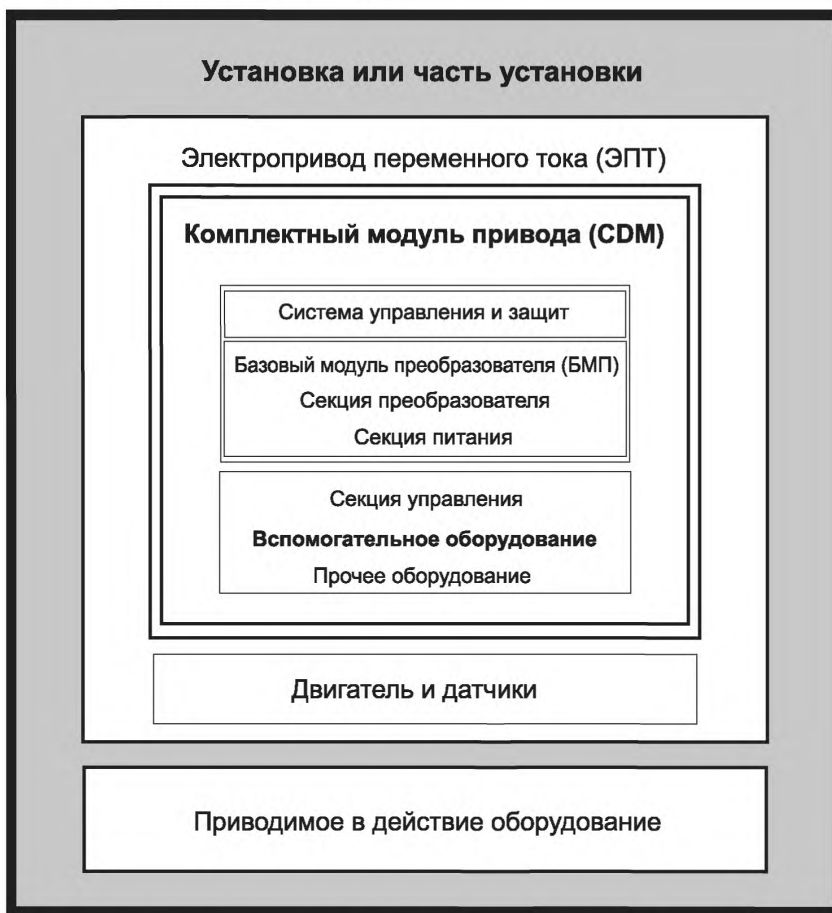 Установка или часть установки
Электропривод переменного тока (ЭПТ)
Комплектный модуль привода (CDM)
Система управления и защит
Базовый модуль преобразователя (БМП)
Секция преобразователя
Секция питания
Секция управления
Вспомогательное оборудование
Прочее оборудование
Двигатель и датчики
Приводимое в действие оборудование